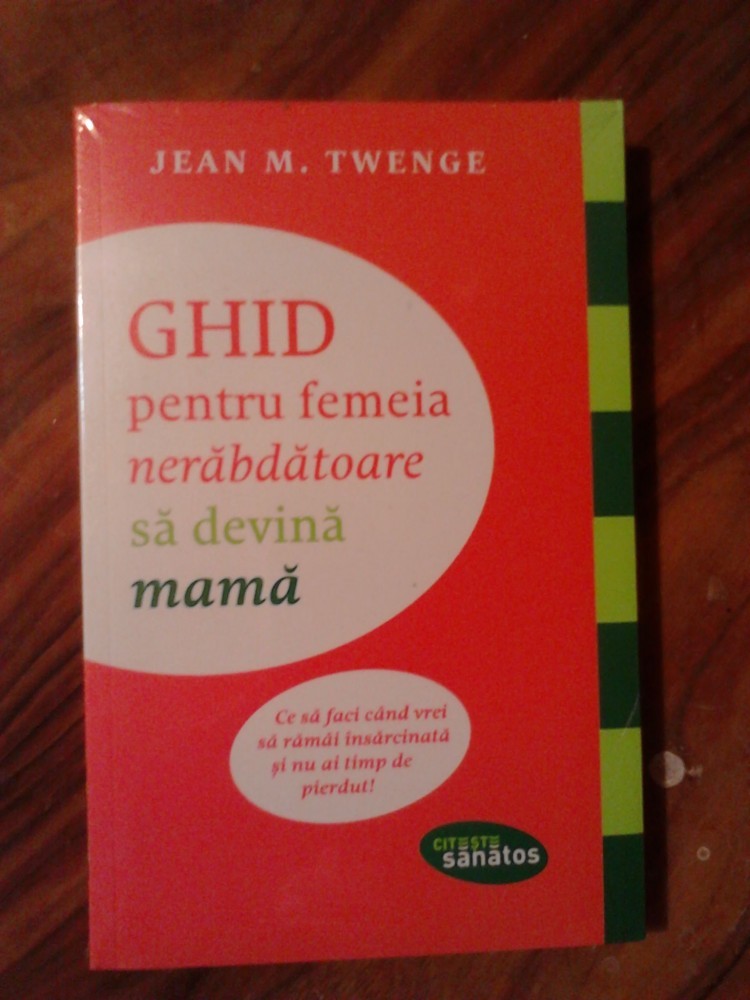 JEAN M. TWENGE
GHID
pentru femeia
nerăbdătoare
să devină
mamă
Ce să faci când vrei
să rămâi însărcinată
și nu ai timp de
pierdut!
CITEȘTE
sănătos